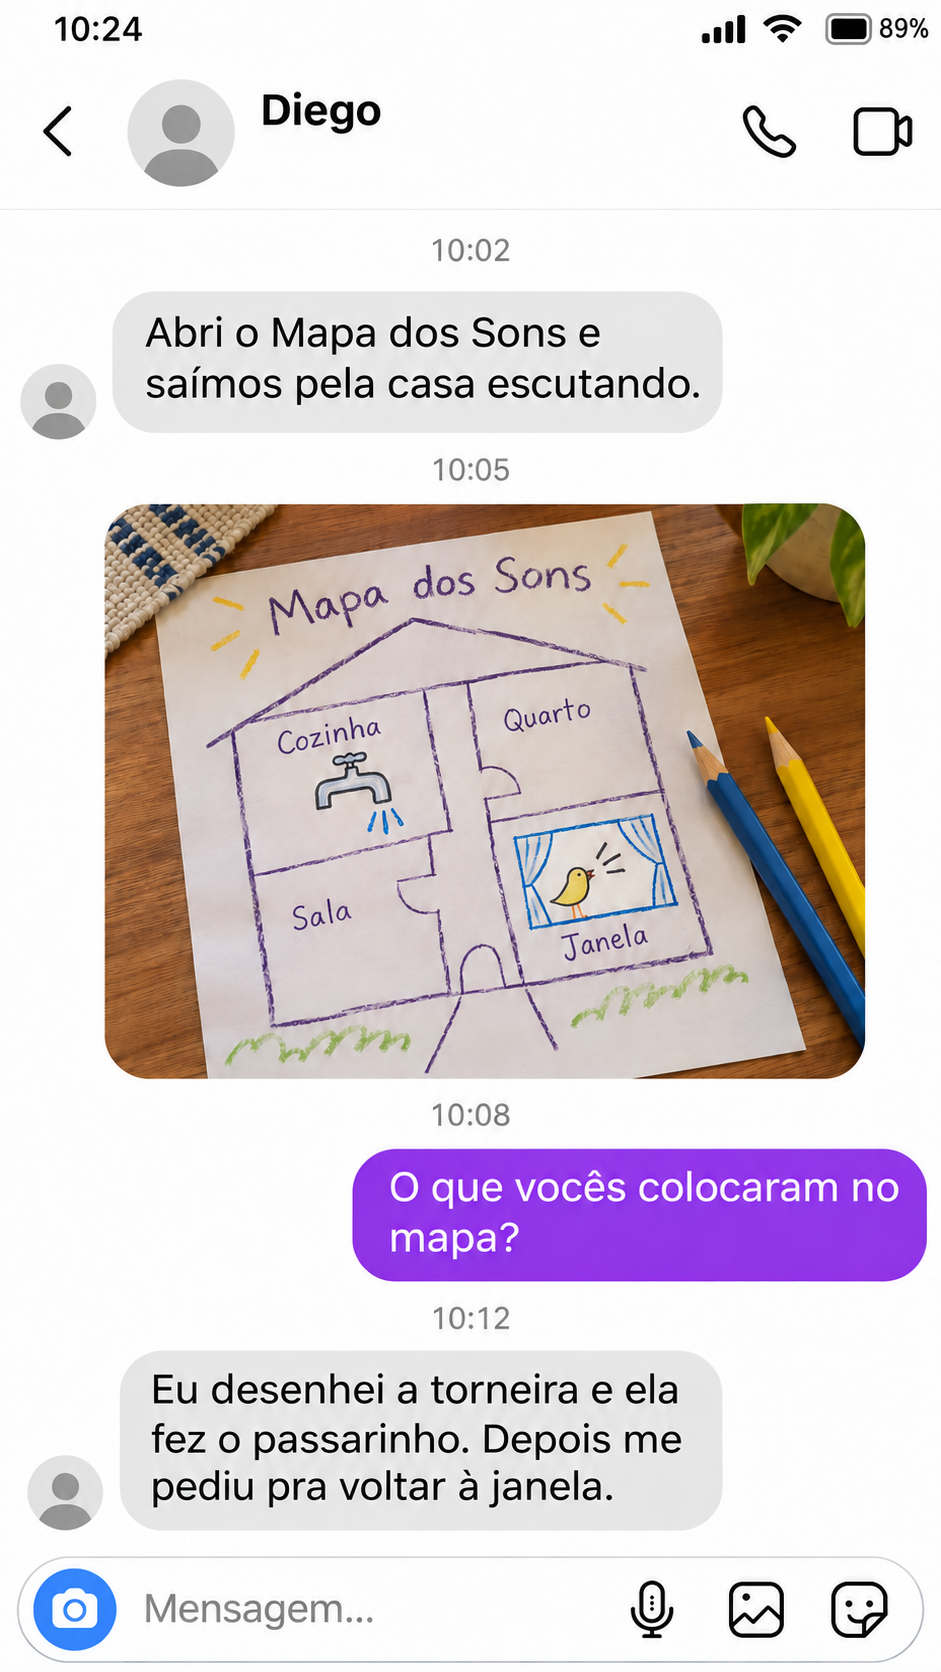 10:24
89%
Diego
10:02
Abri o Mapa dos Sons e
saímos pela casa escutando.
10:05
Mapa dos Sons
Cozinha
Quarto
Sala
Janela
10:08
O que vocês colocaram no
mapa?
10:12
Eu desenhei a torneira e ela
fez o passarinho. Depois me
pediu pra voltar à janela.
Mensagem...